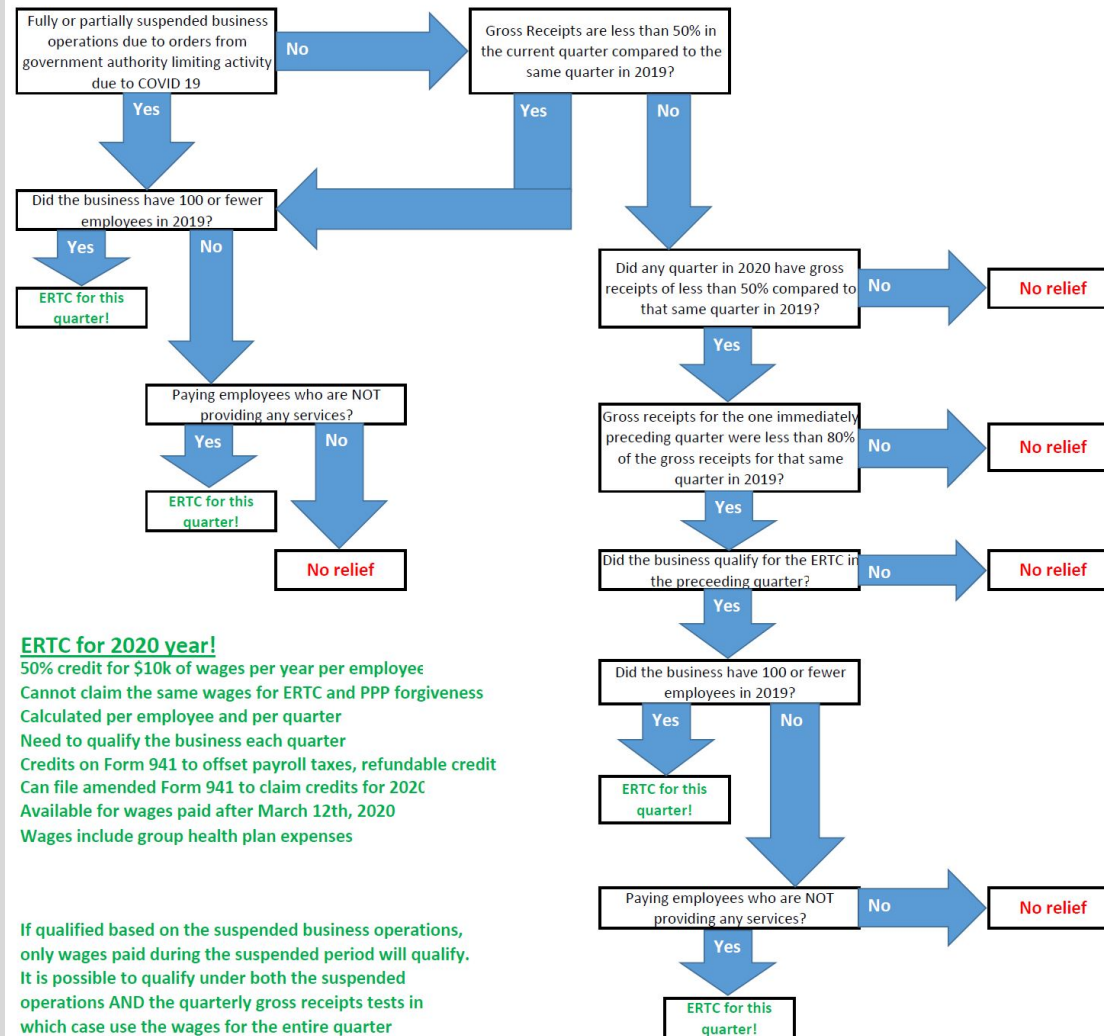 Fully or partially suspended business
operations due to orders from
government authority limiting activity
due to COVID 19
No
Gross Receipts are less than 50% in
the current quarter compared to the
same quarter in 2019?
Yes
Yes
No
Did the business have 100 or fewer
employees in 2019?
Yes
No
ERTC for this
quarter!
Did any quarter in 2020 have gross
receipts of less than 50% compared to
that same quarter in 2019?
No
No relief
Yes
Paying employees who are NOT
providing any services?
Yes
No
ERTC for this
quarter!
No relief
Gross receipts for the one immediately
preceding quarter were less than 80%
of the gross receipts for that same
quarter in 2019?
No
No relief
Yes
Did the business qualify for the ERTC in
the preceeding quarter?
No
No relief
Yes
Did the business have 100 or fewer
employees in 2019?
Yes
No
ERTC for this
quarter!
Paying employees who are NOT
providing any services?
No
No relief
Yes
ERTC for this
quarter!
ERTC for 2020 year!
50% credit for $10k of wages per year per employee
Cannot claim the same wages for ERTC and PPP forgiveness
Calculated per employee and per quarter
Need to qualify the business each quarter
Credits on Form 941 to offset payroll taxes, refundable credit
Can file amended Form 941 to claim credits for 2020
Available for wages paid after March 12th, 2020
Wages include group health plan expenses
If qualified based on the suspended business operations,
only wages paid during the suspended period will qualify.
It is possible to qualify under both the suspended
operations AND the quarterly gross receipts tests in
which case use the wages for the entire quarter